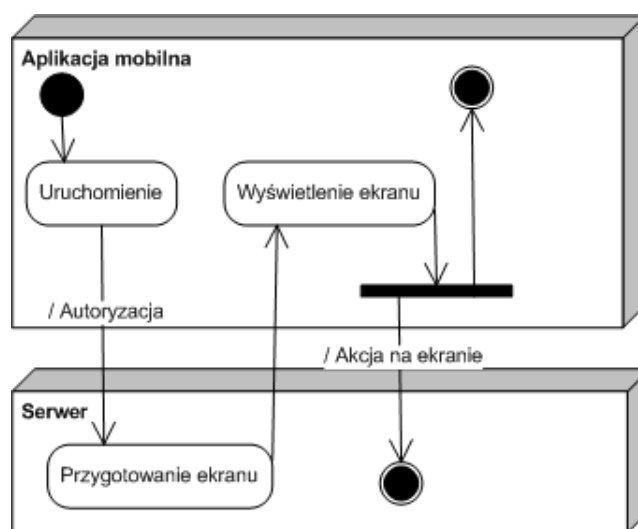 Aplikacja mobilna
Uruchomienie
Wyświetlenie ekranu
/ Autoryzacja
/ Akcja na ekranie
Serwer
Przygotowanie ekranu